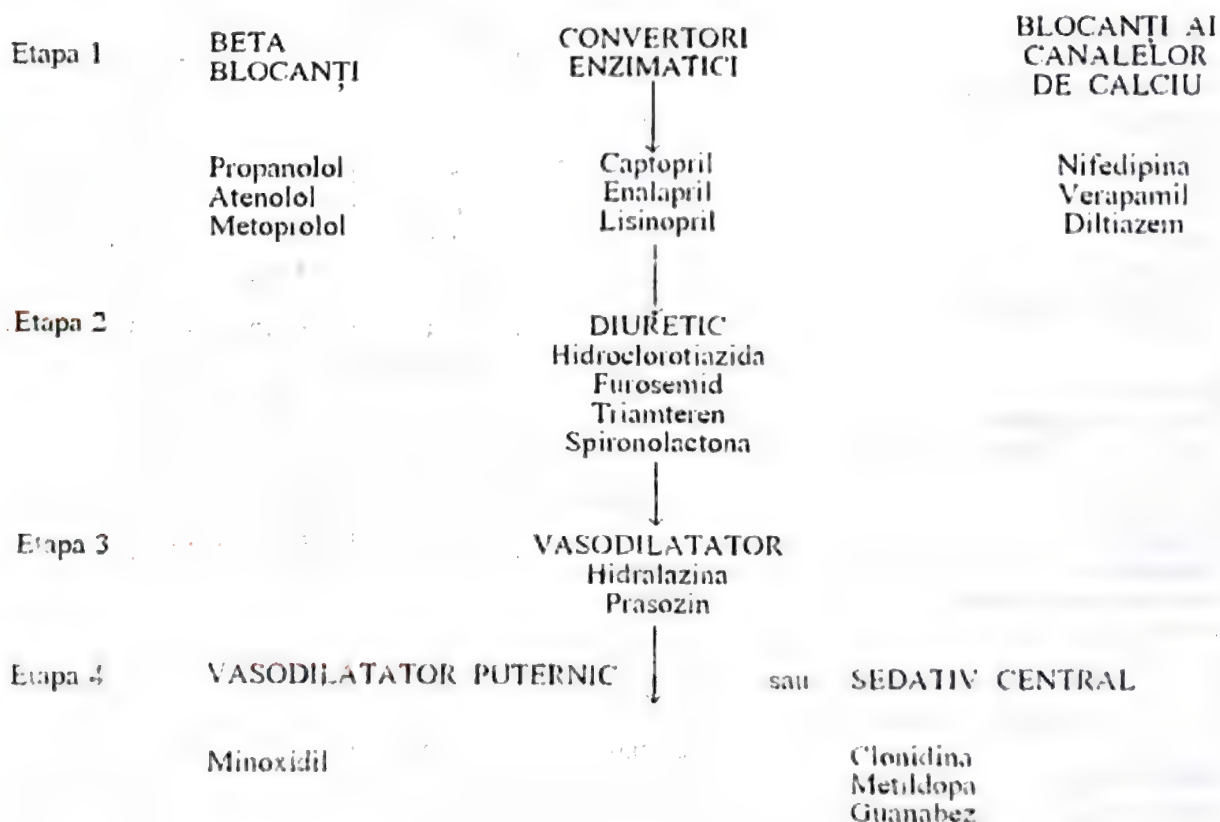 Etapa 1
BETA
BLOCANȚI
CONVERTORI
ENZIMATICI
BLOCANȚI AI
CANALELOR
DE CALCIU
Propanolol
Atenolol
Metoprolol
Captopril
Enalapril
Lisinopril
Nifedipina
Verapamil
Diltiazem
Etapa 2
DIURETIC
Hidroclorotiazida
Furosemid
Triamteren
Spironolactona
Etapa 3
VASODILATATOR
Hidralazina
Prasozin
Etapa 4
VASODILATATOR PUTERNIC
sau SEDATIV CENTRAL
Minoxidil
Clonidina
Metildopa
Guanabez